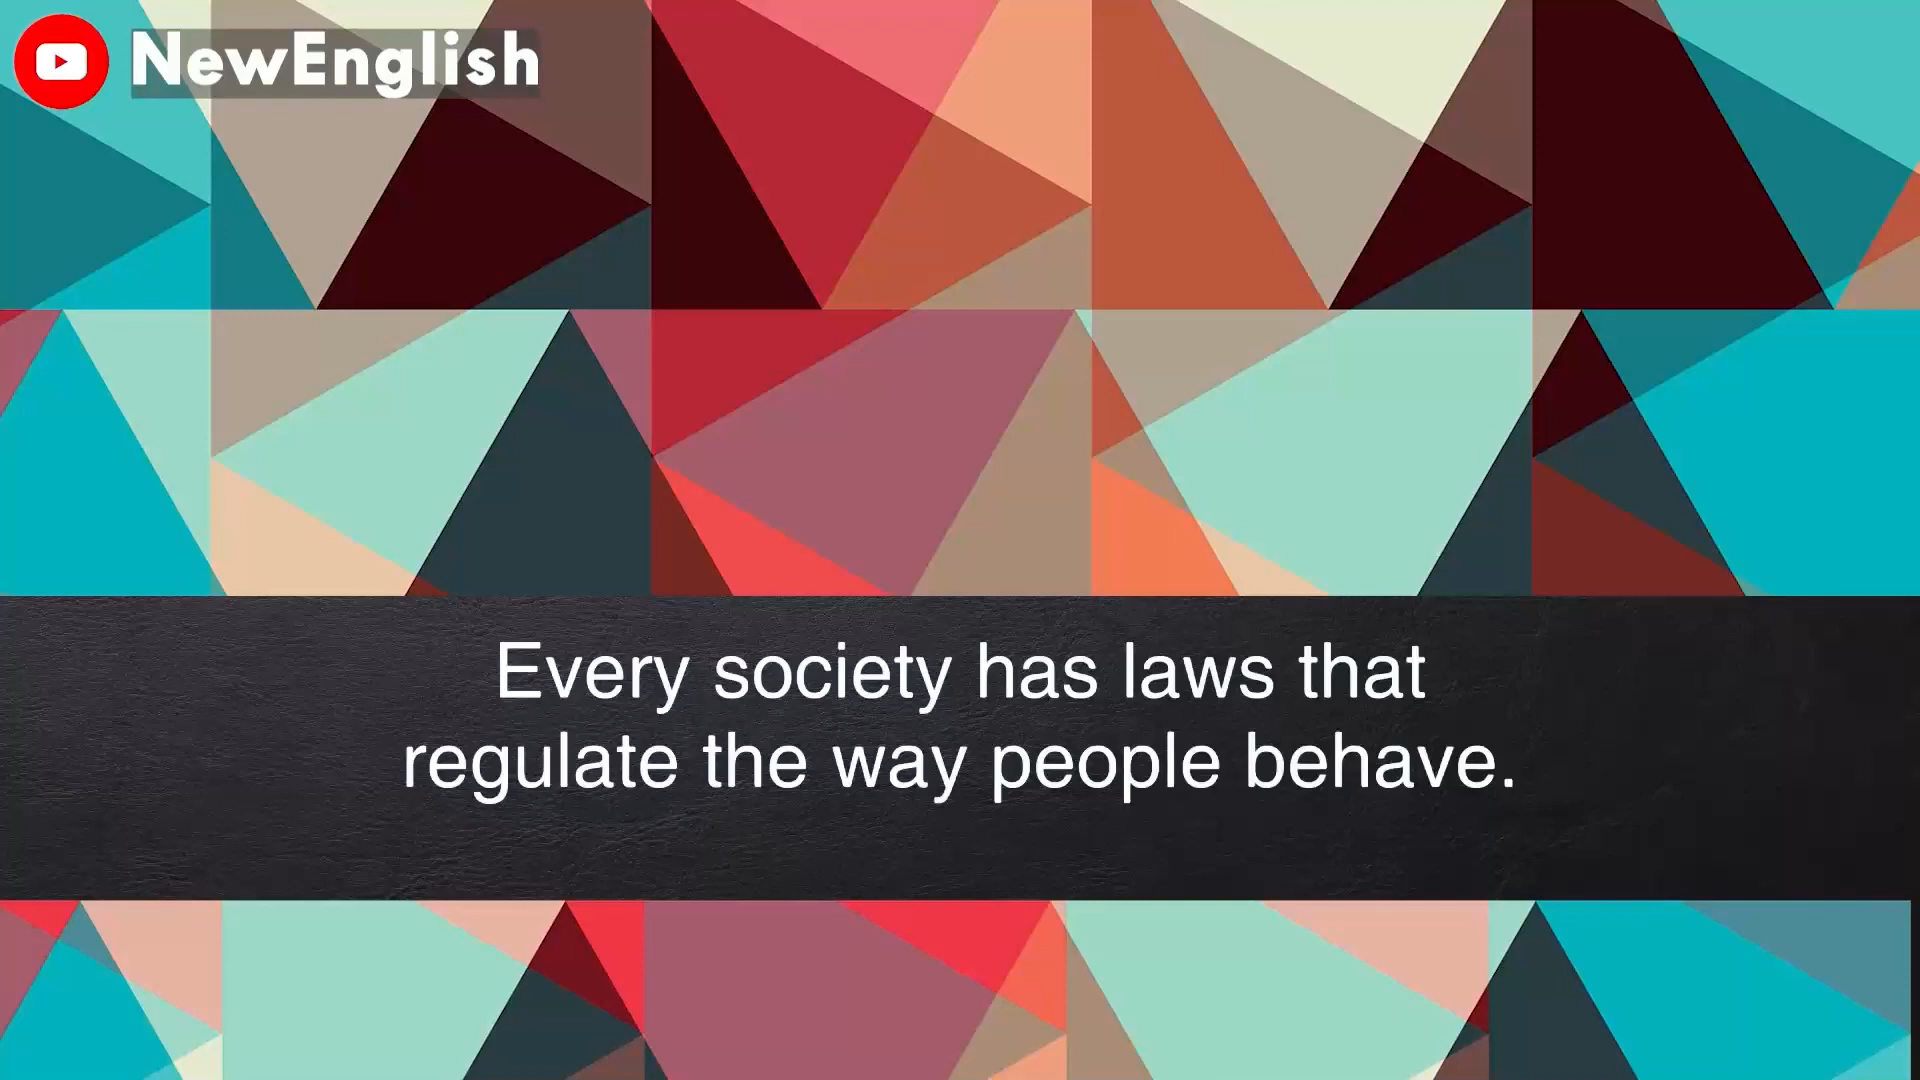 NewEnglish
Every society has laws that
regulate the way people behave.